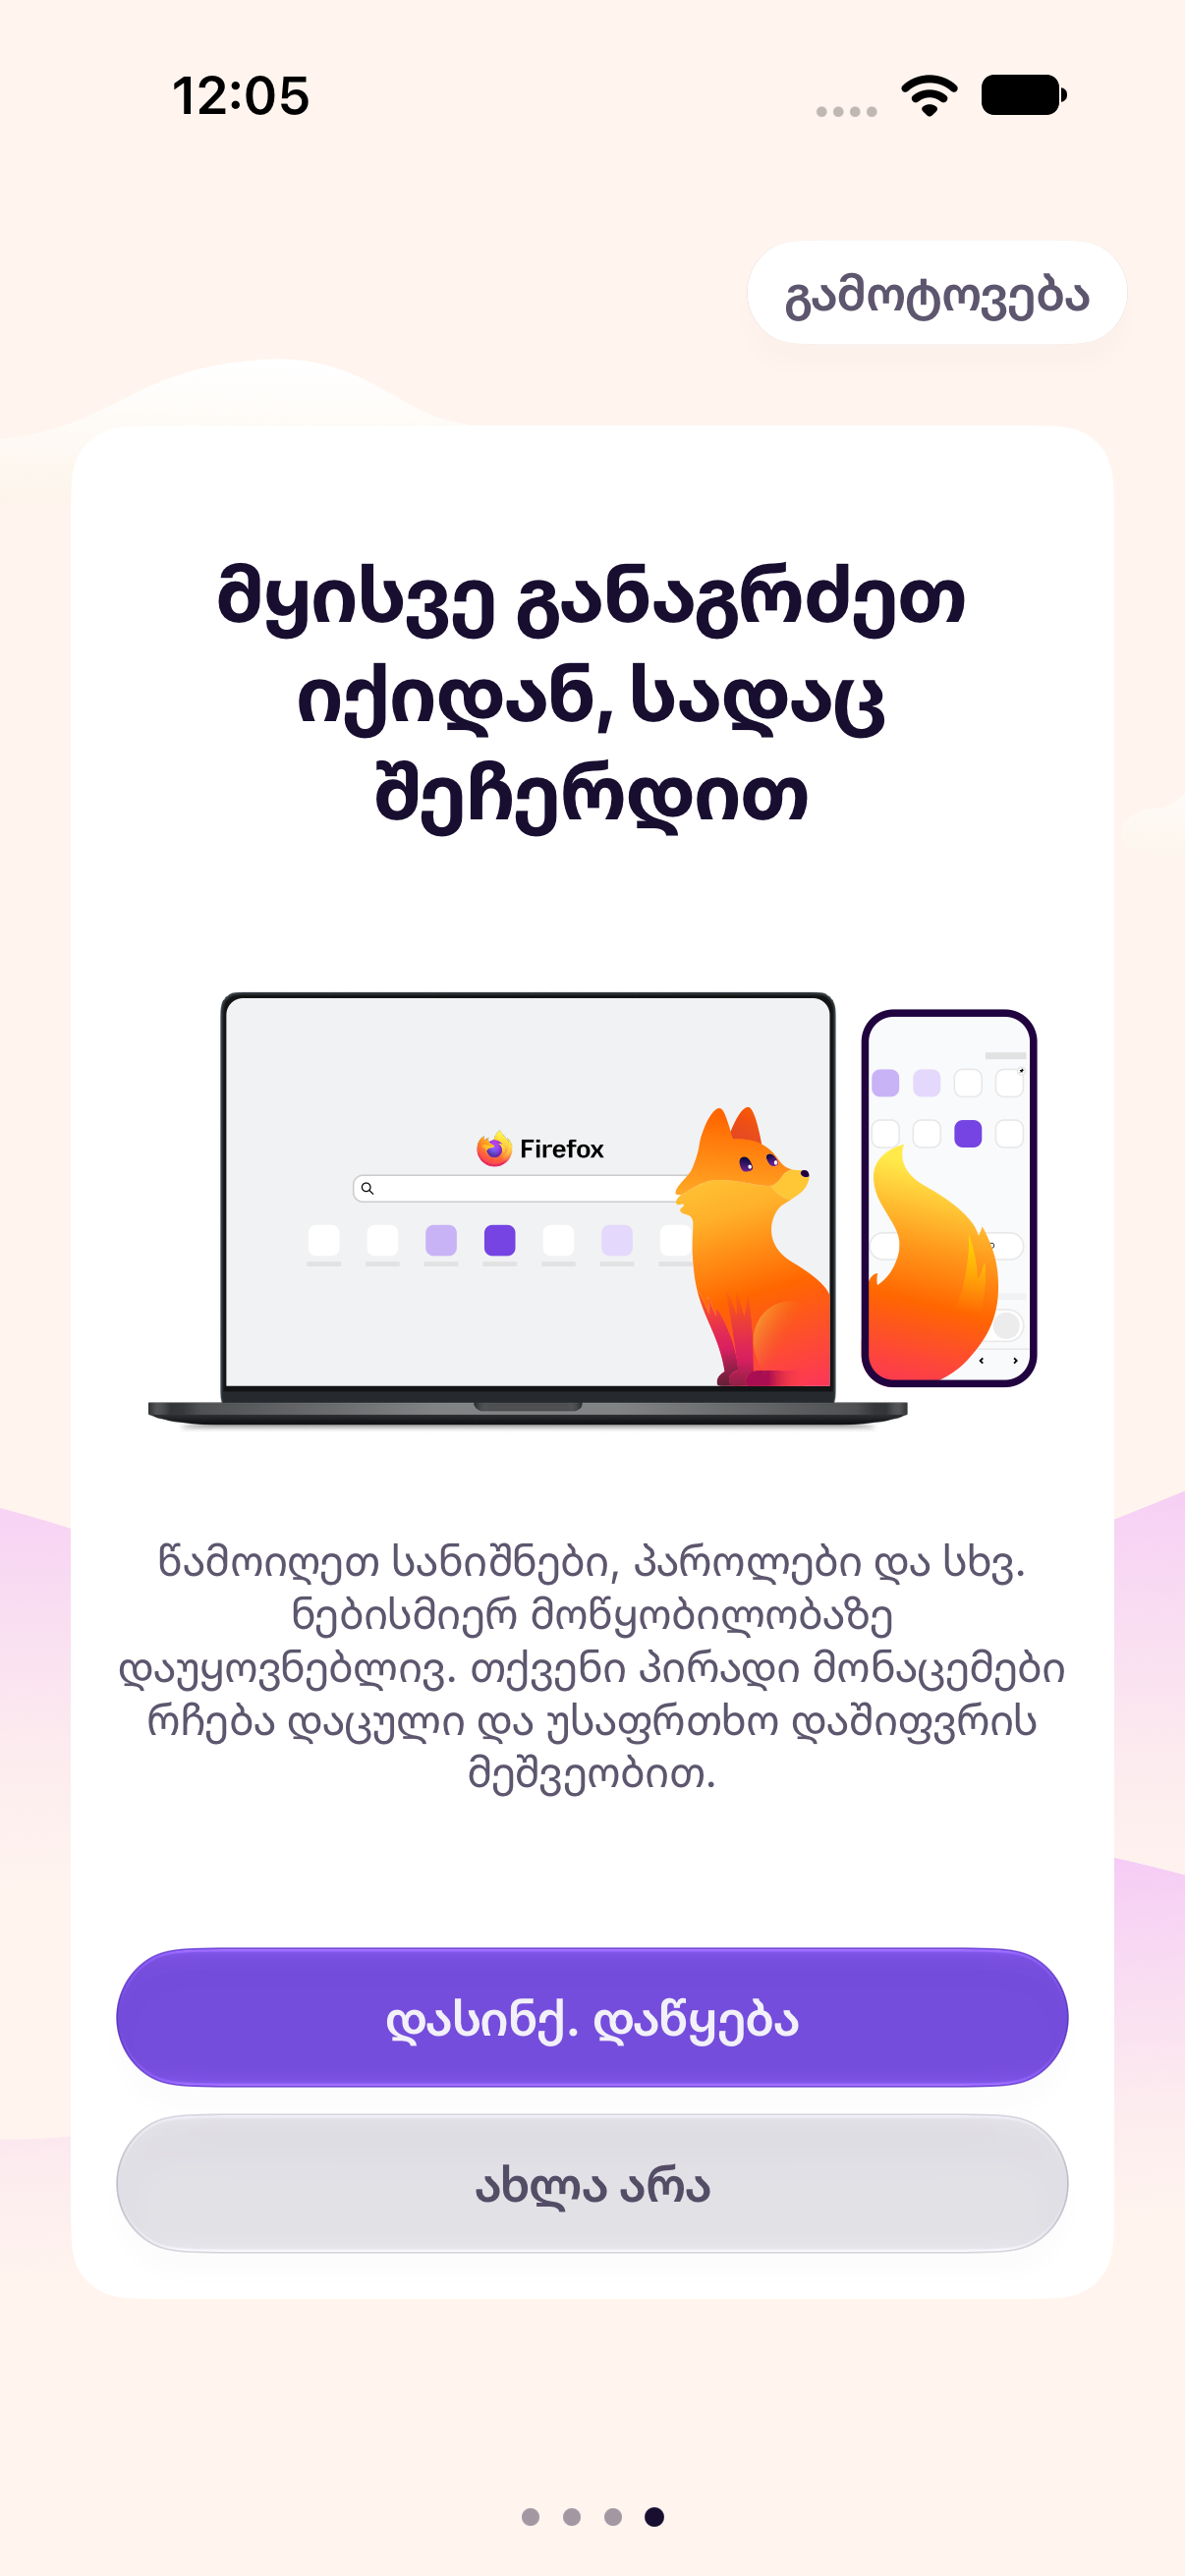 12:05
გამოტოვება
მყისვე განაგრძეთ
იქიდან, სადაც
შეჩერდით
Firefox
წამოიღეთ სანიშნები, პაროლები და სხვ.
ნებისმიერ მოწყობილობაზე
დაუყოვნებლივ. თქვენი პირადი მონაცემები
რჩება დაცული და უსაფრთხო დაშიფვრის
მეშვეობით.
დასინქ. დაწყება
ახლა არა